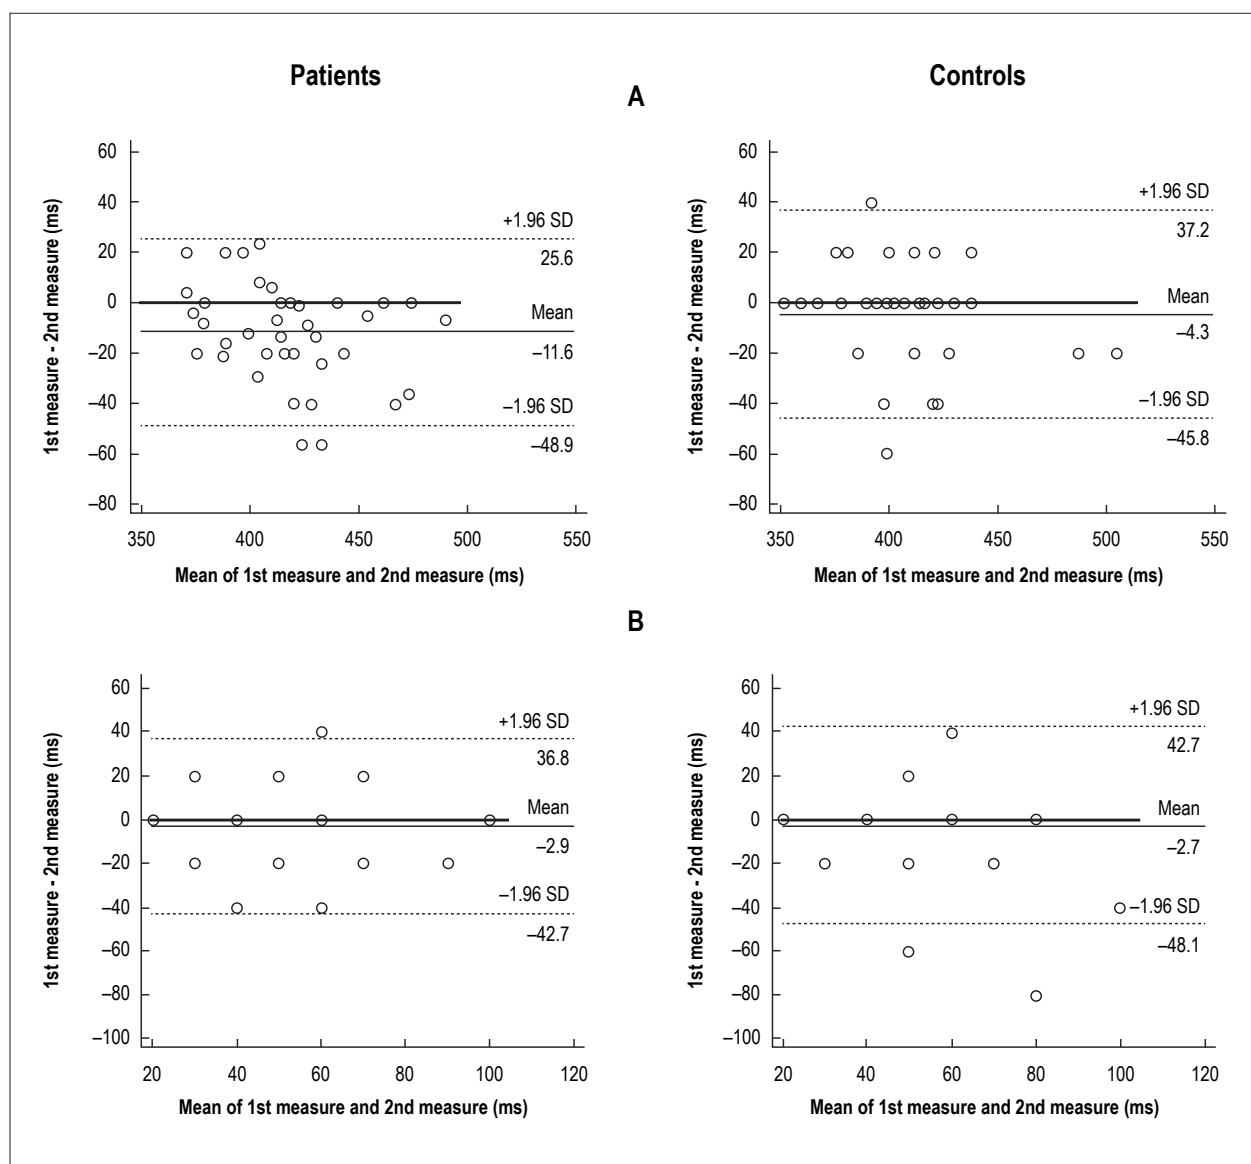 Patients
Controls
A
1st measure - 2nd measure (ms)
60
40
20
0
–20
–40
–60
–80
+1.96 SD
25.6
Mean
–11.6
–1.96 SD
–48.9
350
400
450
500
550
Mean of 1st measure and 2nd measure (ms)
1st measure - 2nd measure (ms)
60
40
20
0
–20
–40
–60
–80
+1.96 SD
37.2
Mean
–4.3
–1.96 SD
–45.8
350
400
450
500
550
Mean of 1st measure and 2nd measure (ms)
B
1st measure - 2nd measure (ms)
60
40
20
0
–20
–40
–60
–80
–100
+1.96 SD
36.8
Mean
–2.9
–1.96 SD
–42.7
20
40
60
80
100
120
Mean of 1st measure and 2nd measure (ms)
1st measure - 2nd measure (ms)
60
40
20
0
–20
–40
–60
–80
–100
+1.96 SD
42.7
Mean
–2.7
–1.96 SD
–48.1
20
40
60
80
100
120
Mean of 1st measure and 2nd measure (ms)